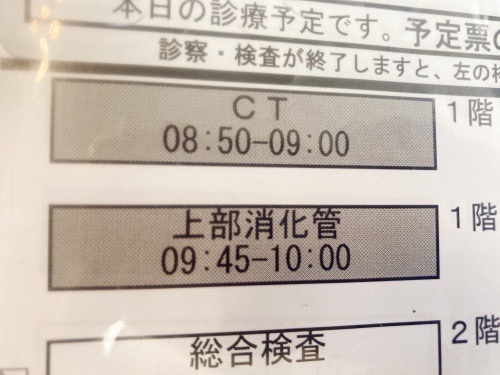 本日の診療予定です。予定票の
診察・検査が終了しますと、左の検
CT
08:50-09:00
1階
上部消化管
09:45-10:00
1階
総合検査
2階